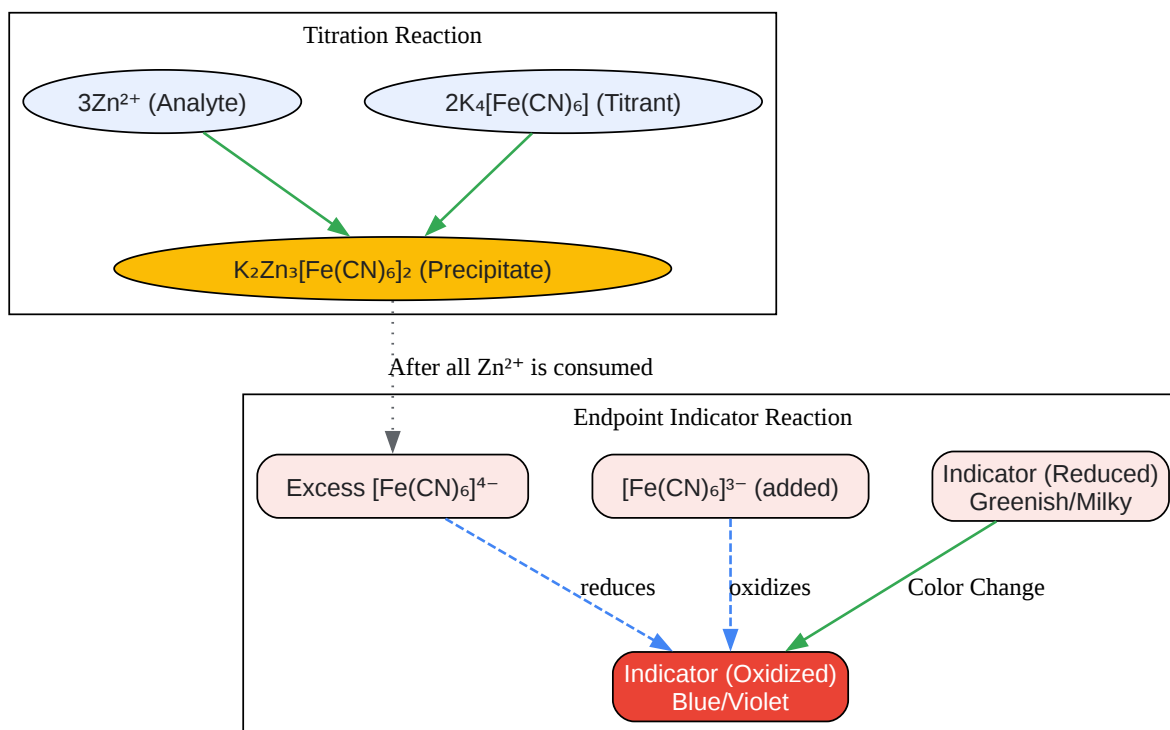 Titration Reaction
3Zn²⁺ (Analyte)
2K₄[Fe(CN)₆] (Titrant)
K₂Zn₃[Fe(CN)₆]₂ (Precipitate)
After all Zn²⁺ is consumed
Endpoint Indicator Reaction
Excess [Fe(CN)₆]⁴⁻
[Fe(CN)₆]³⁻ (added)
Indicator (Reduced)
Greenish/Milky
reduces
oxidizes
Color Change
Indicator (Oxidized)
Blue/Violet